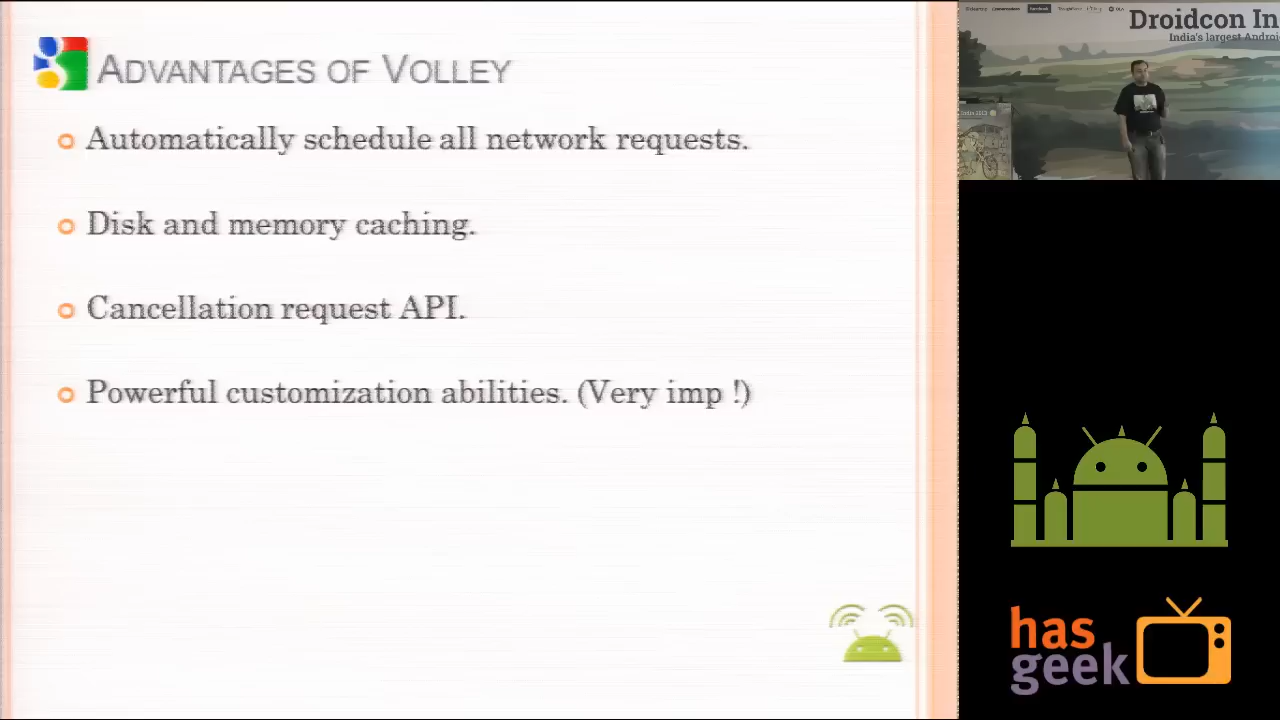 ADVANTAGES OF VOLLEY
Automatically schedule all network requests.
Disk and memory caching.
Cancellation request API.
Powerful customization abilities. (Very imp !)
Droidcon In
India's largest Androi
has
geek